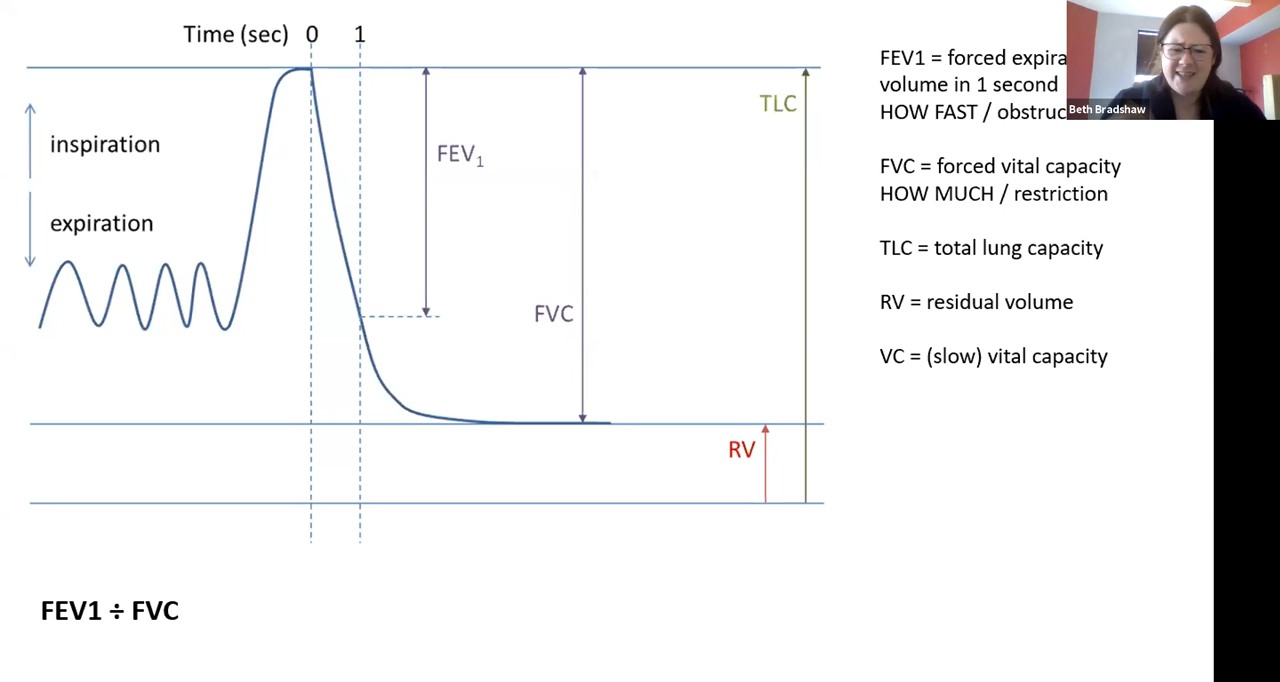 Time (sec) 0 1
inspiration
expiration
FEV1
FVC
TLC
RV
FEV1 = forced expira
volume in 1 second
HOW FAST / obstruc
Beth Bradshaw
FVC = forced vital capacity
HOW MUCH / restriction
TLC = total lung capacity
RV = residual volume
VC = (slow) vital capacity
FEV1 ÷ FVC